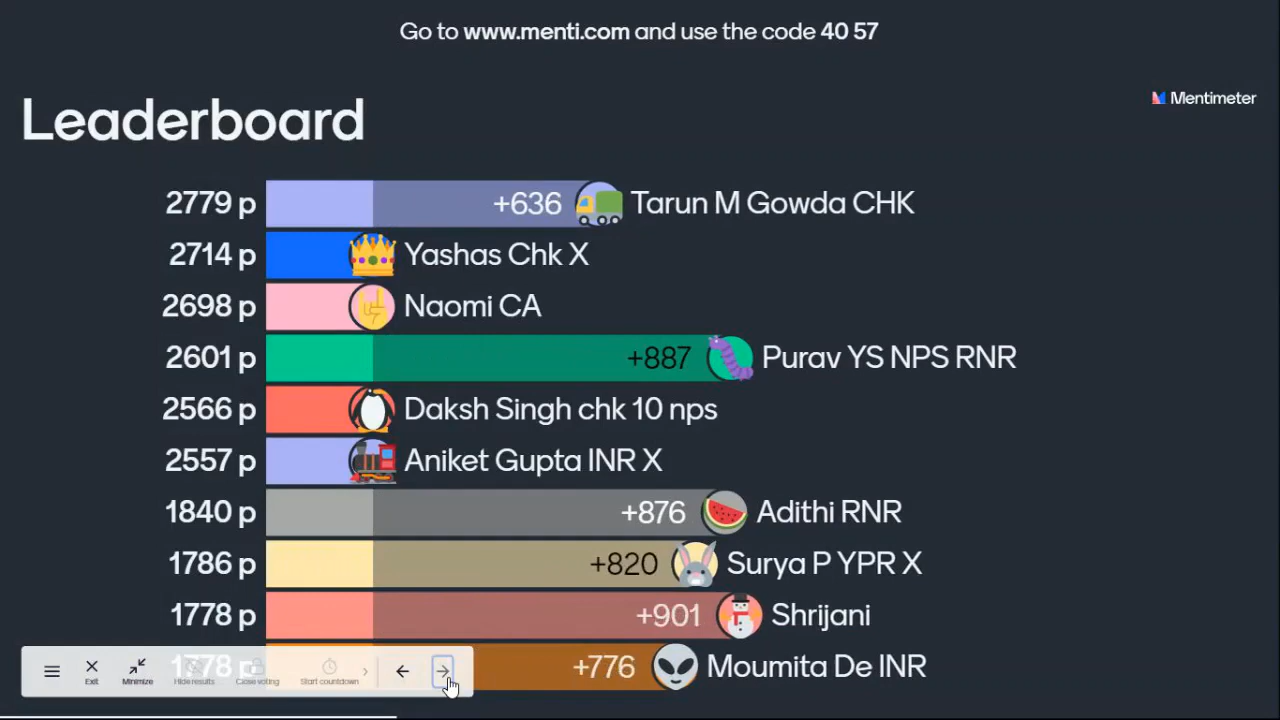 Go to www.menti.com and use the code 40 57
Mentimeter
Leaderboard
2779 p +636 Tarun M Gowda CHK
2714 p Yashas Chk X
2698 p Naomi CA
2601 p +887 Purav YS NPS RNR
2566 p Daksh Singh chk 10 nps
2557 p Aniket Gupta INR X
1840 p +876 Adithi RNR
1786 p +820 Surya P YPR X
1778 p +901 Shrijani
1778 p +776 Moumita De INR
Exit Minimize Hide results Close voting Start countdown